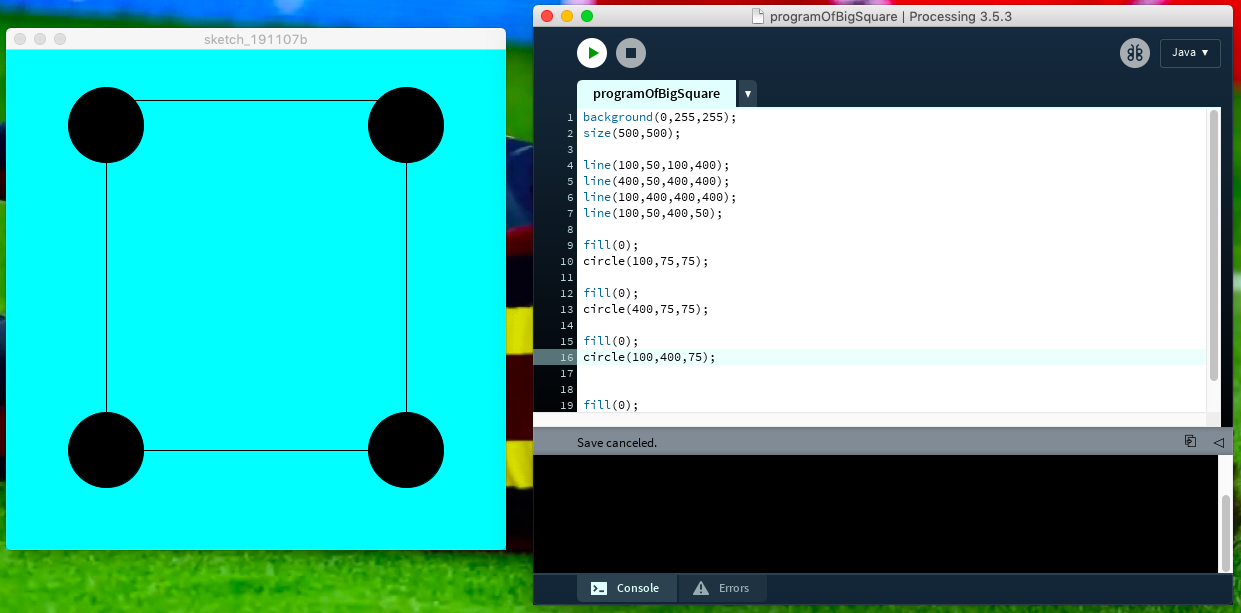 sketch_191107b
programOfBigSquare | Processing 3.5.3
Java ▾
programOfBigSquare ▾
1 background(0,255,255);
2 size(500,500);
3
4 line(100,50,100,400);
5 line(400,50,400,400);
6 line(100,400,400,400);
7 line(100,50,400,50);
8
9 fill(0);
10 circle(100,75,75);
11
12 fill(0);
13 circle(400,75,75);
14
15 fill(0);
16 circle(100,400,75);
17
18
19 fill(0);
Save canceled.
Console Errors